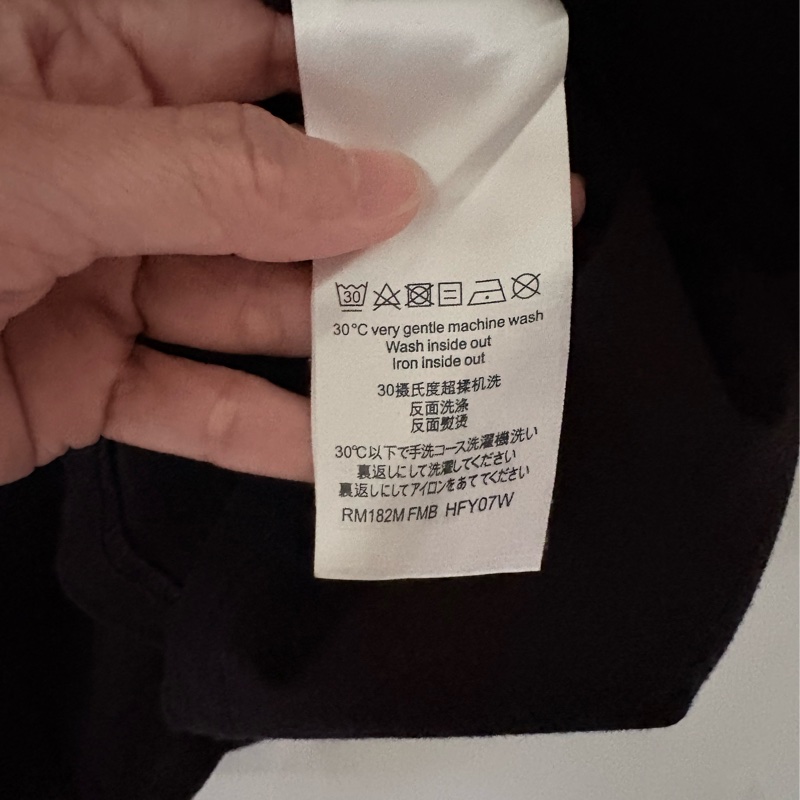 30
30°C very gentle machine wash
Wash inside out
Iron inside out
30摄氏度超揉机洗
反面洗涤
反面熨烫
30℃以下で手洗コース洗濯機洗い
裏返しにして洗濯してください
裏返しにしてアイロンをあててください
RM182M FMB HFY07W